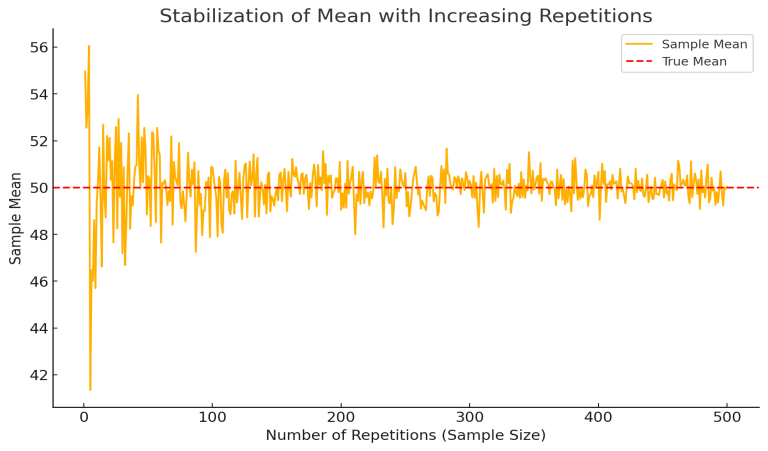 Stabilization of Mean with Increasing Repetitions
Sample Mean
True Mean
Sample Mean
56
54
52
50
48
46
44
42
0 100 200 300 400 500
Number of Repetitions (Sample Size)